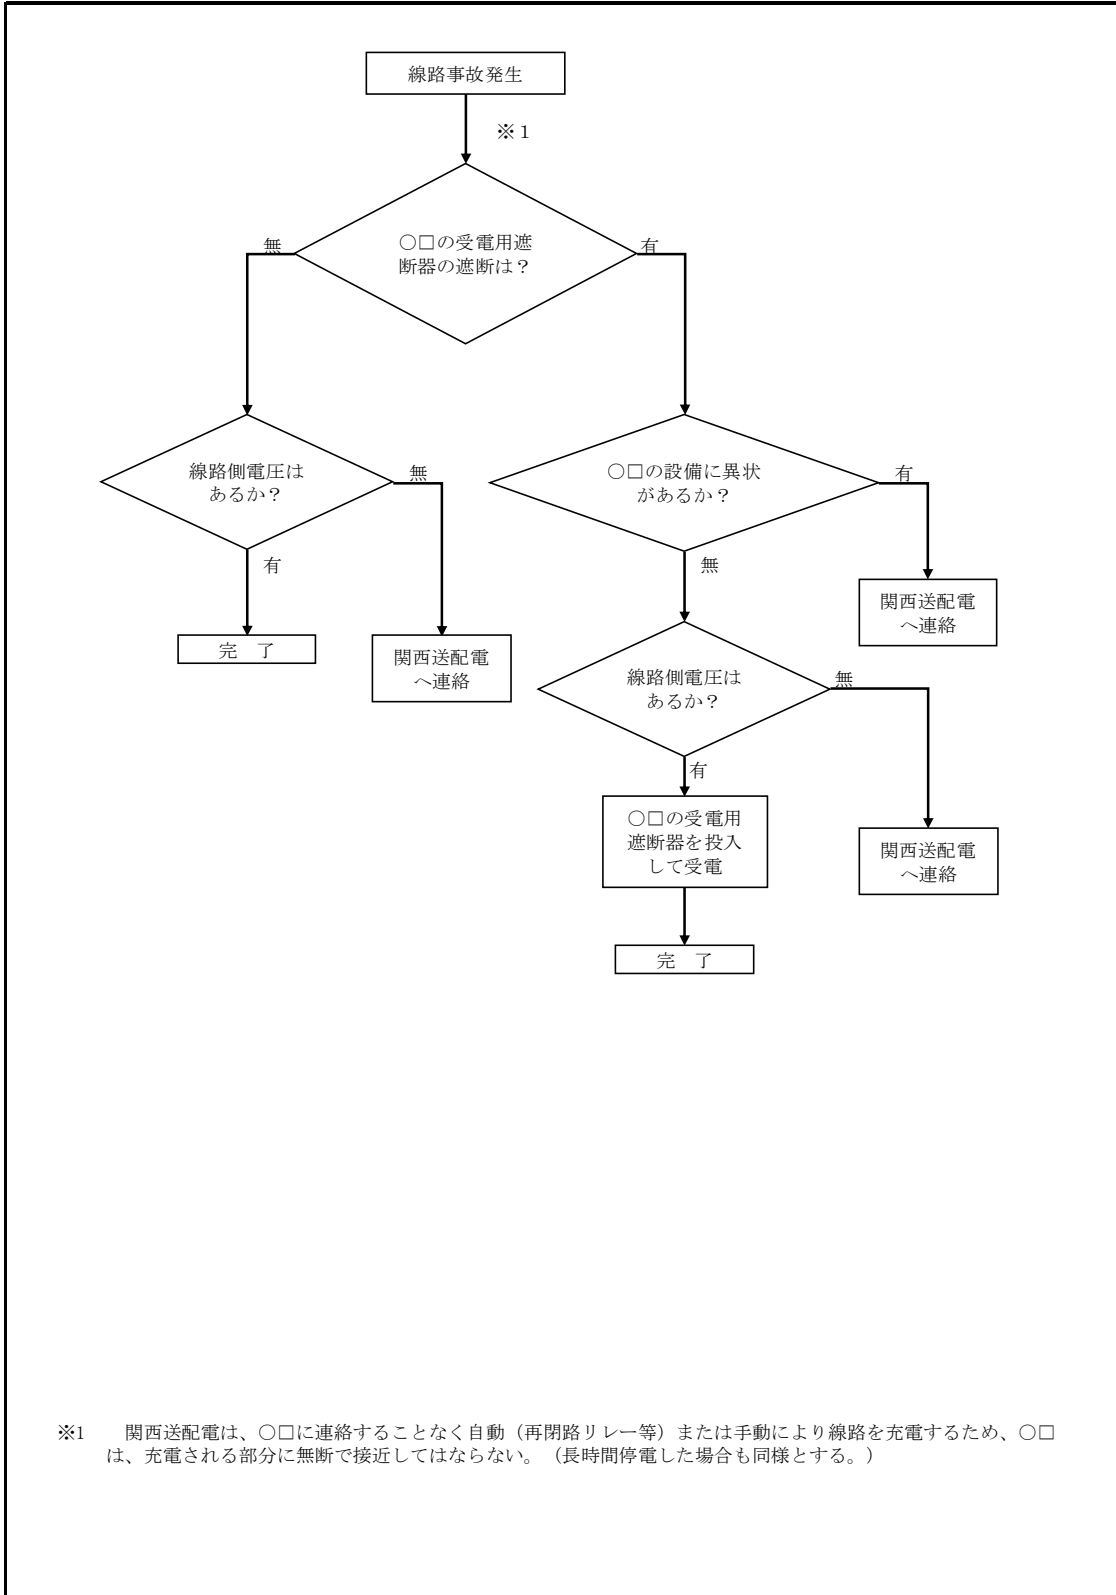 線路事故発生
※１
○□の受電用遮
断器の遮断は？
無
有
線路側電圧は
あるか？
無
有
○□の設備に異状
があるか？
有
無
完　了
関西送配電
へ連絡
関西送配電
へ連絡
線路側電圧は
あるか？
無
有
○□の受電用
遮断器を投入
して受電
関西送配電
へ連絡
完　了
※1　関西送配電は、○□に連絡することなく自動（再閉路リレー等）または手動により線路を充電するため、○□
は、充電される部分に無断で接近してはならない。（長時間停電した場合も同様とする。）